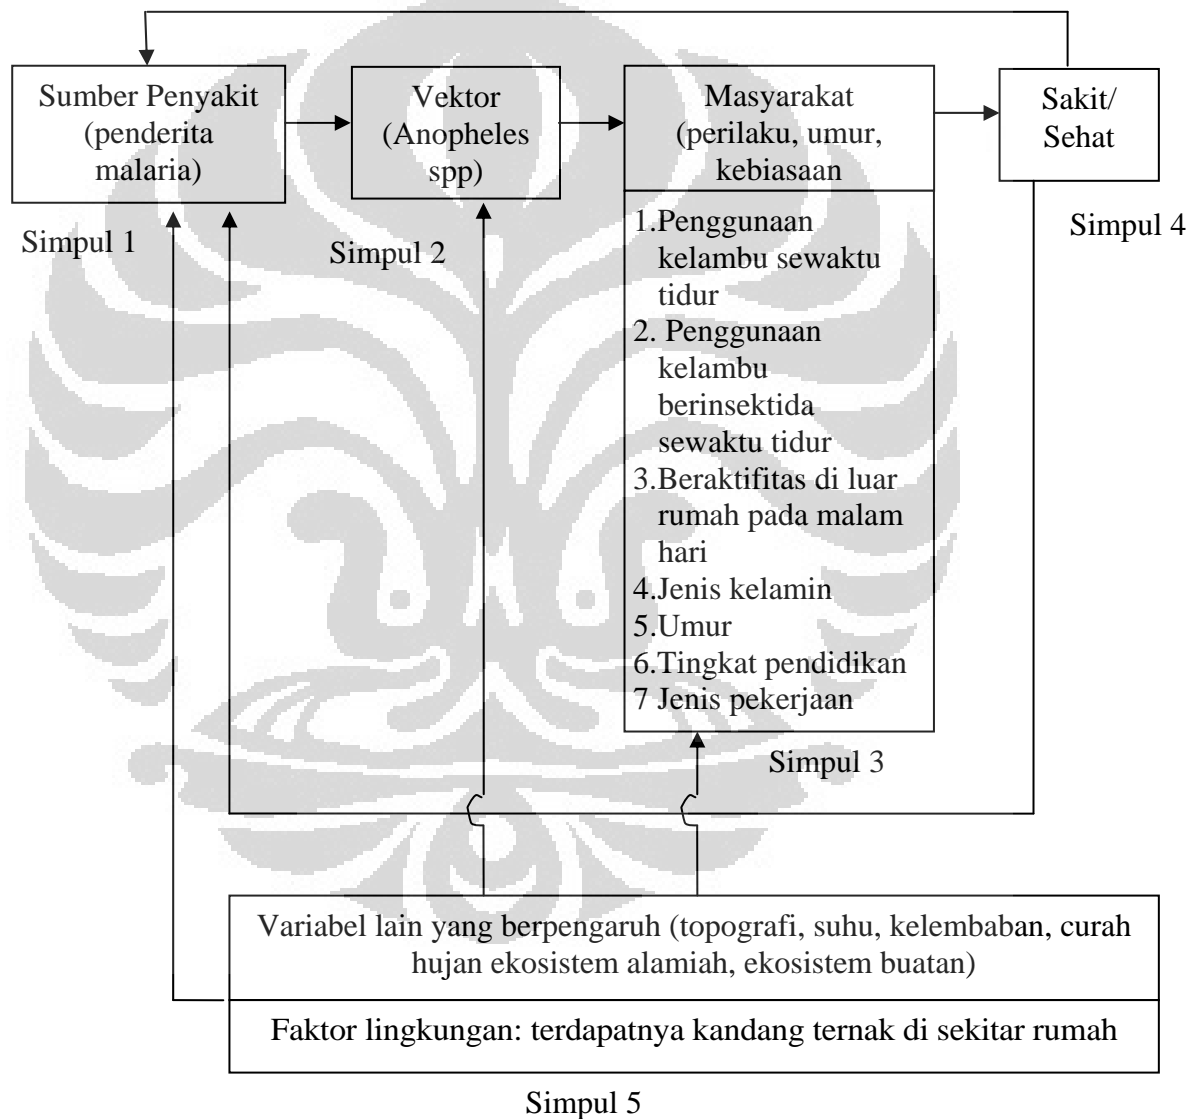 Sumber Penyakit
(penderita
malaria)
Simpul 1
Vektor
(Anopheles
spp)
Simpul 2
Masyarakat
(perilaku, umur,
kebiasaan
1.Penggunaan
kelambu sewaktu
tidur
2. Penggunaan
kelambu
berinsektida
sewaktu tidur
3.Beraktifitas di luar
rumah pada malam
hari
4.Jenis kelamin
5.Umur
6.Tingkat pendidikan
7 Jenis pekerjaan
Simpul 3
Sakit/
Sehat
Simpul 4
Variabel lain yang berpengaruh (topografi, suhu, kelembaban, curah
hujan ekosistem alamiah, ekosistem buatan)
Faktor lingkungan: terdapatnya kandang ternak di sekitar rumah
Simpul 5